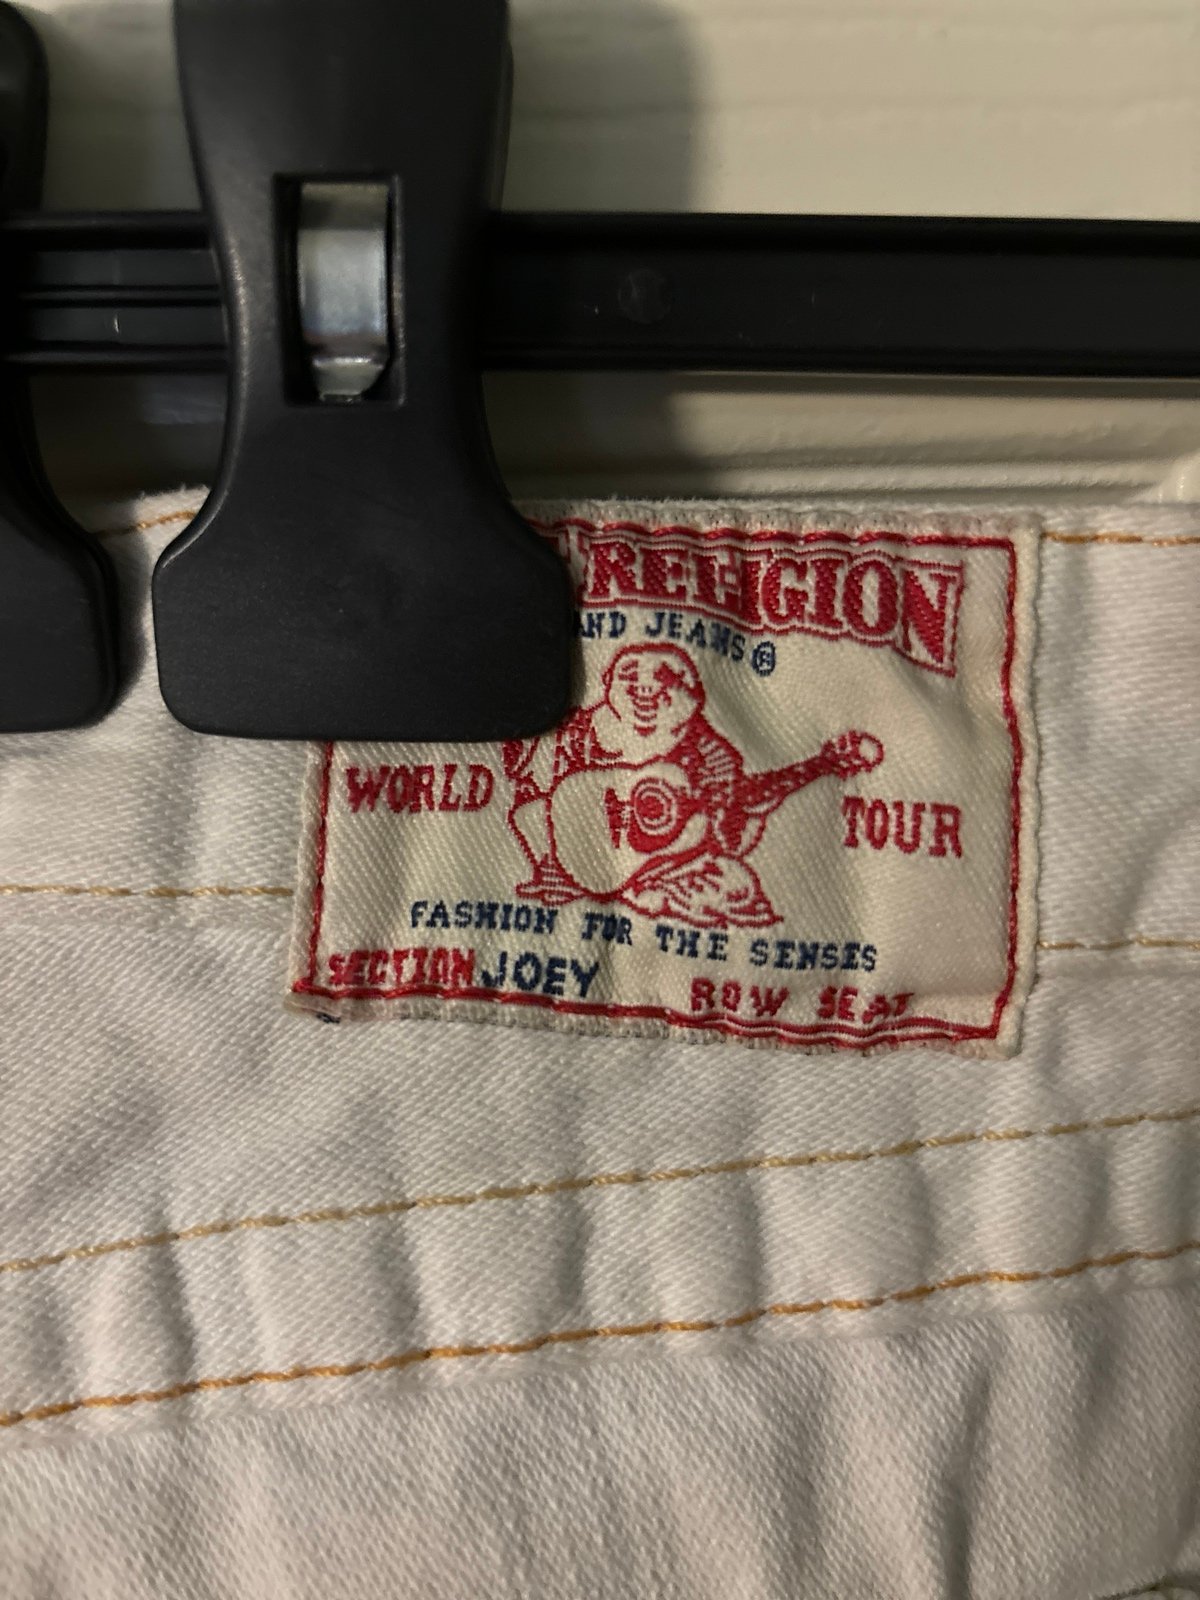 RELIGION
AND JEANS®
WORLD TOUR
FASHION FOR THE SENSES
SECTION JOEY ROW SEAT